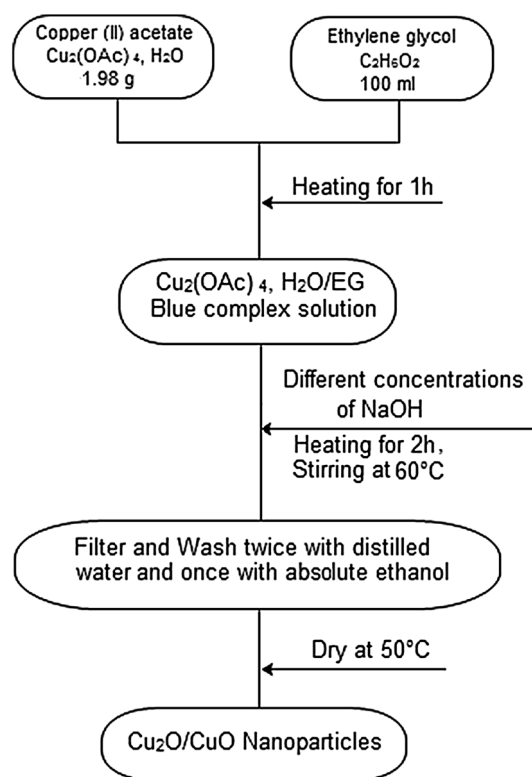 Copper (II) acetate
Cu₂(OAc) ₄, H₂O
1.98 g
Ethylene glycol
C₂H₆O₂
100 ml
Heating for 1h
Cu₂(OAc) ₄, H₂O/EG
Blue complex solution
Different concentrations
of NaOH
Heating for 2h,
Stirring at 60°C
Filter and Wash twice with distilled
water and once with absolute ethanol
Dry at 50°C
Cu₂O/CuO Nanoparticles